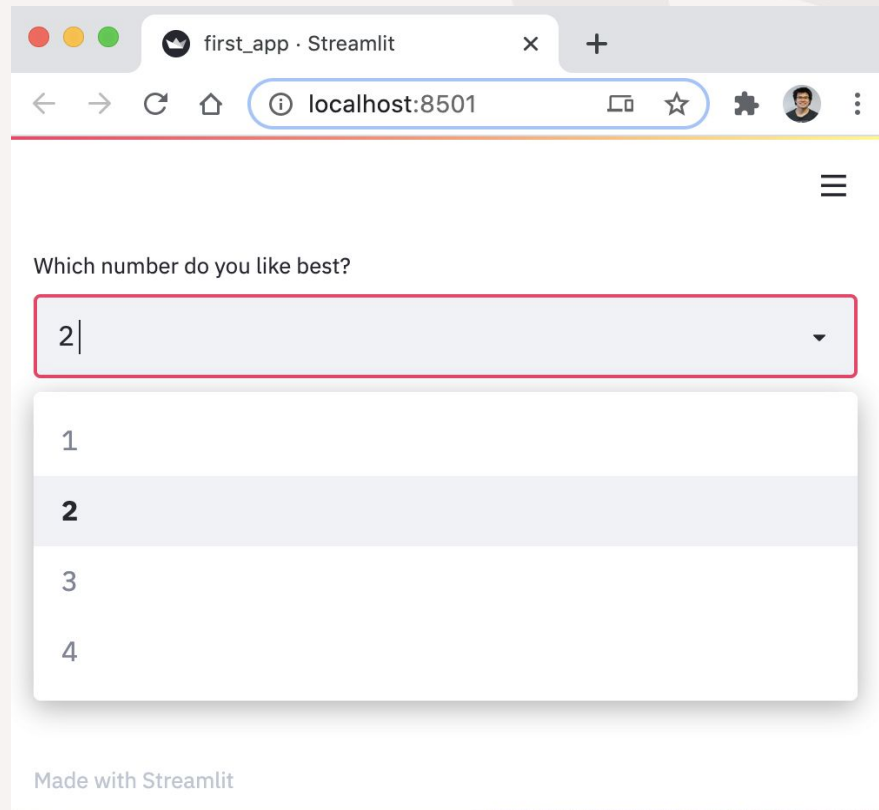 first_app · Streamlit
localhost:8501
Which number do you like best?
2
1
2
3
4
Made with Streamlit